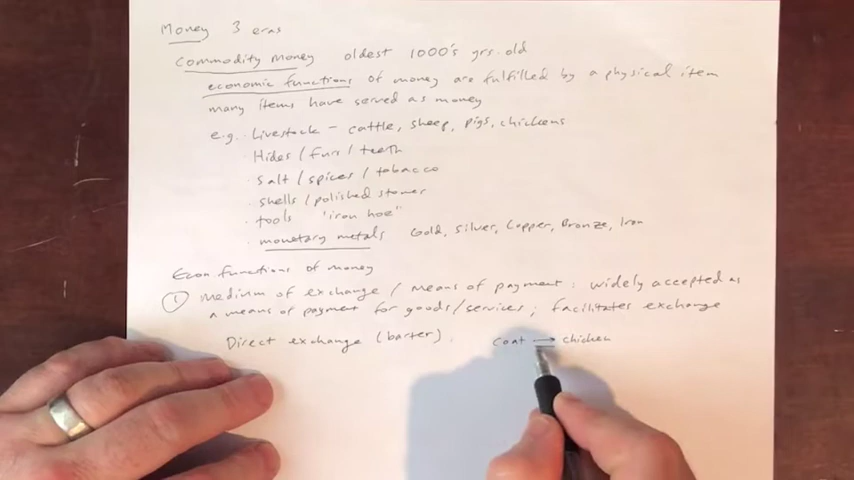 Money 3 eras
Commodity Money oldest 1000's yrs. old
economic functions of money are fulfilled by a physical item
many items have served as money
e.g. · Livestock - cattle, sheep, pigs, chickens
· Hides / furs / teeth
· salt / spices / tobacco
· shells / polished stones
· tools "iron hoe"
· monetary metals Gold, Silver, Copper, Bronze, Iron
Econ. functions of money
① Medium of exchange / means of payment: widely accepted as
a means of payment for goods/services; facilitates exchange
Direct exchange (barter). coat → chicken